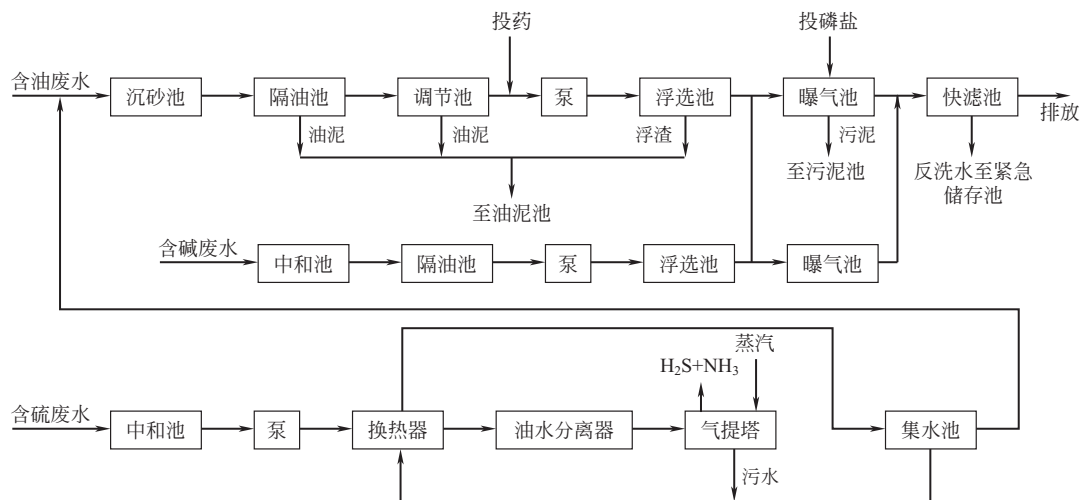 投药
投磷盐
含油废水
沉砂池
隔油池
调节池
泵
浮选池
曝气池
快滤池
排放
油泥
油泥
浮渣
污泥
至油泥池
至污泥池
反洗水至紧急
储存池
含碱废水
中和池
隔油池
泵
浮选池
曝气池
蒸汽
H₂S+NH₃
含硫废水
中和池
泵
换热器
油水分离器
气提塔
集水池
污水